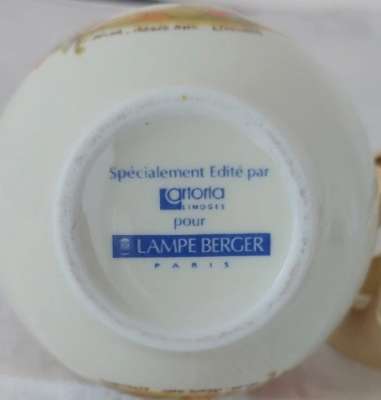 Spécialement Edité par
artoria
LIMOGES
pour
LAMPE BERGER
PARIS